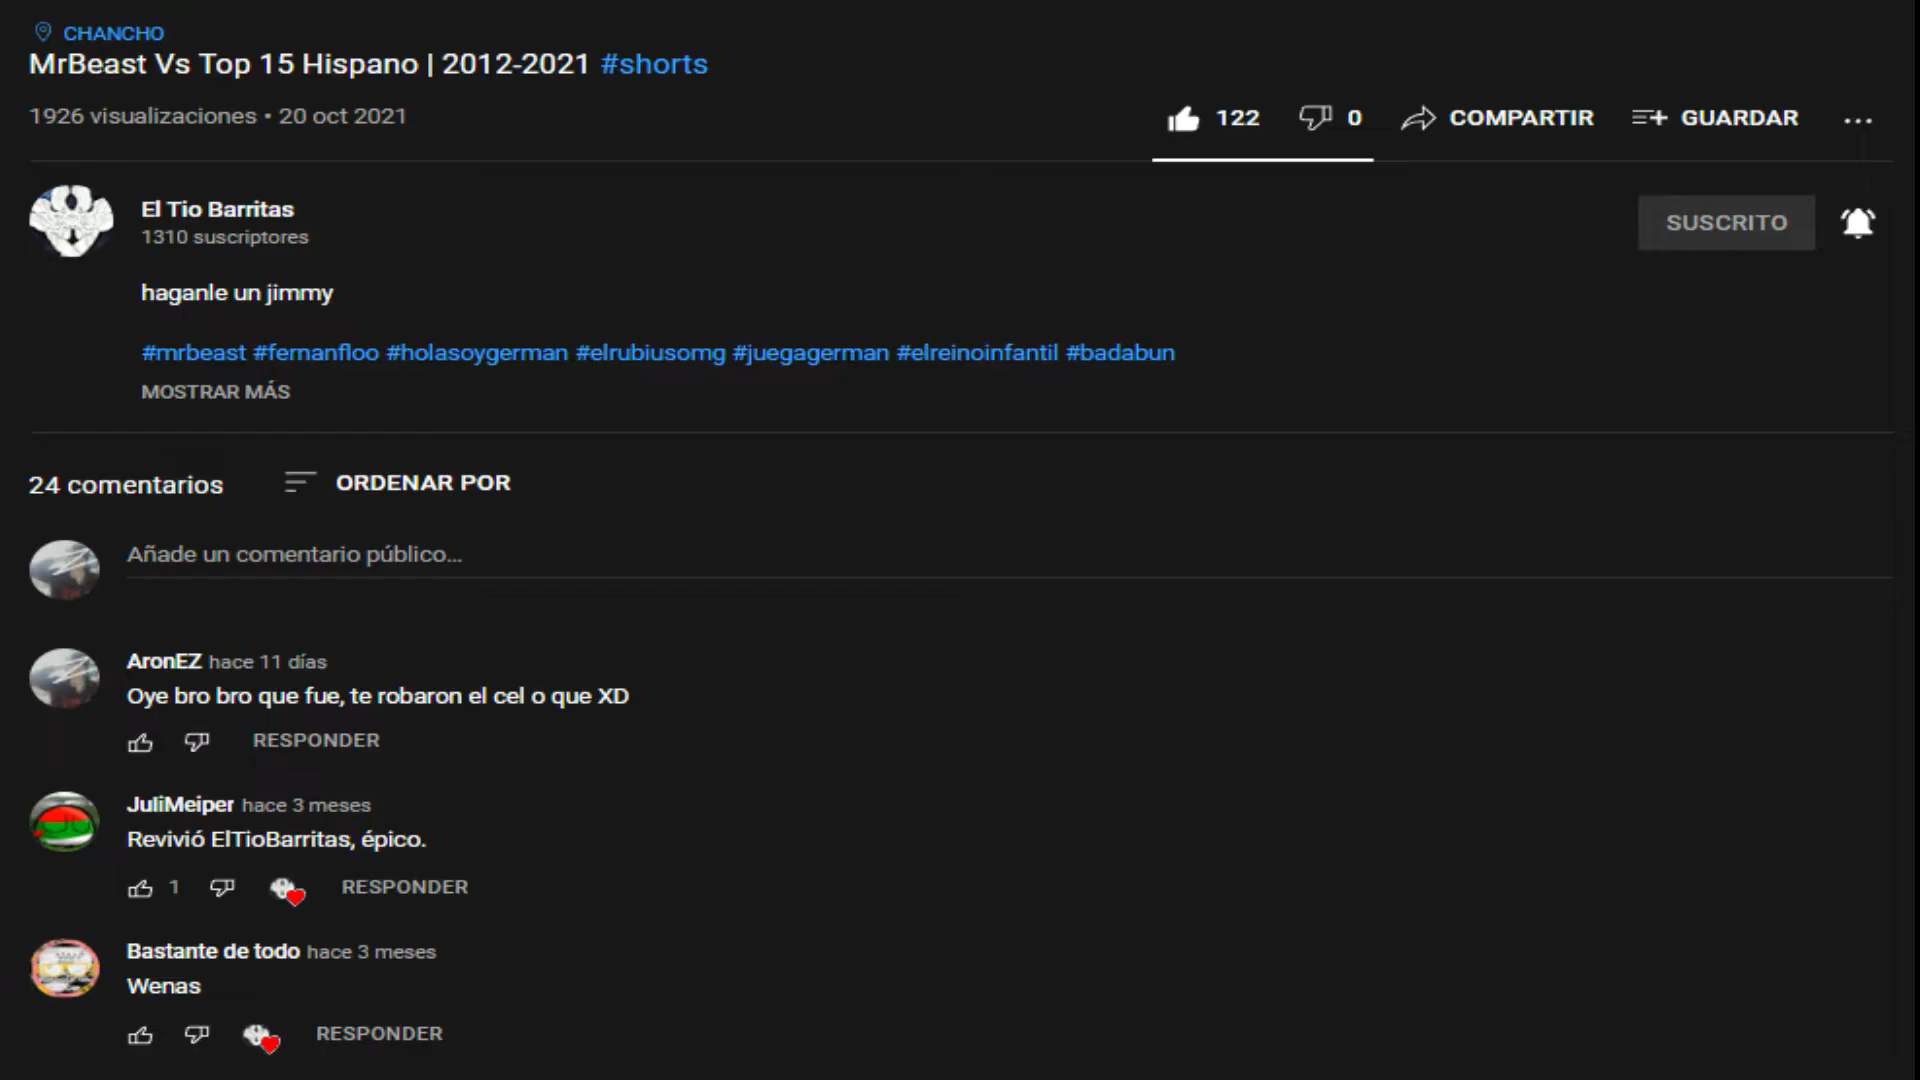 CHANCHO
MrBeast Vs Top 15 Hispano | 2012-2021 #shorts
1926 visualizaciones • 20 oct 2021
122
0
COMPARTIR
GUARDAR
El Tio Barritas
1310 suscriptores
SUSCRITO
haganle un jimmy
#mrbeast #fernanfloo #holasoygerman #elrubiusomg #juegagerman #elreinoinfantil #badabun
MOSTRAR MÁS
24 comentarios
ORDENAR POR
Añade un comentario público...
AronEZ hace 11 días
Oye bro bro que fue, te robaron el cel o que XD
RESPONDER
JuliMeiper hace 3 meses
Revivió ElTioBarritas, épico.
1
RESPONDER
Bastante de todo hace 3 meses
Wenas
RESPONDER